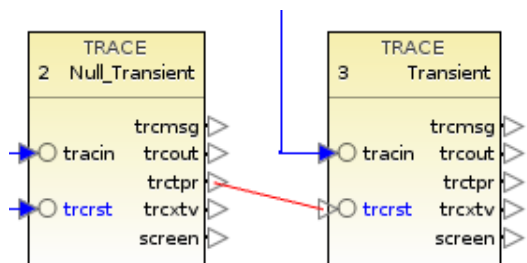 TRACE
2 Null_Transient
trcmsg
tracin trcout
trctpr
trcrst trcxtv
screen
TRACE
3 Transient
trcmsg
tracin trcout
trctpr
trcrst trcxtv
screen